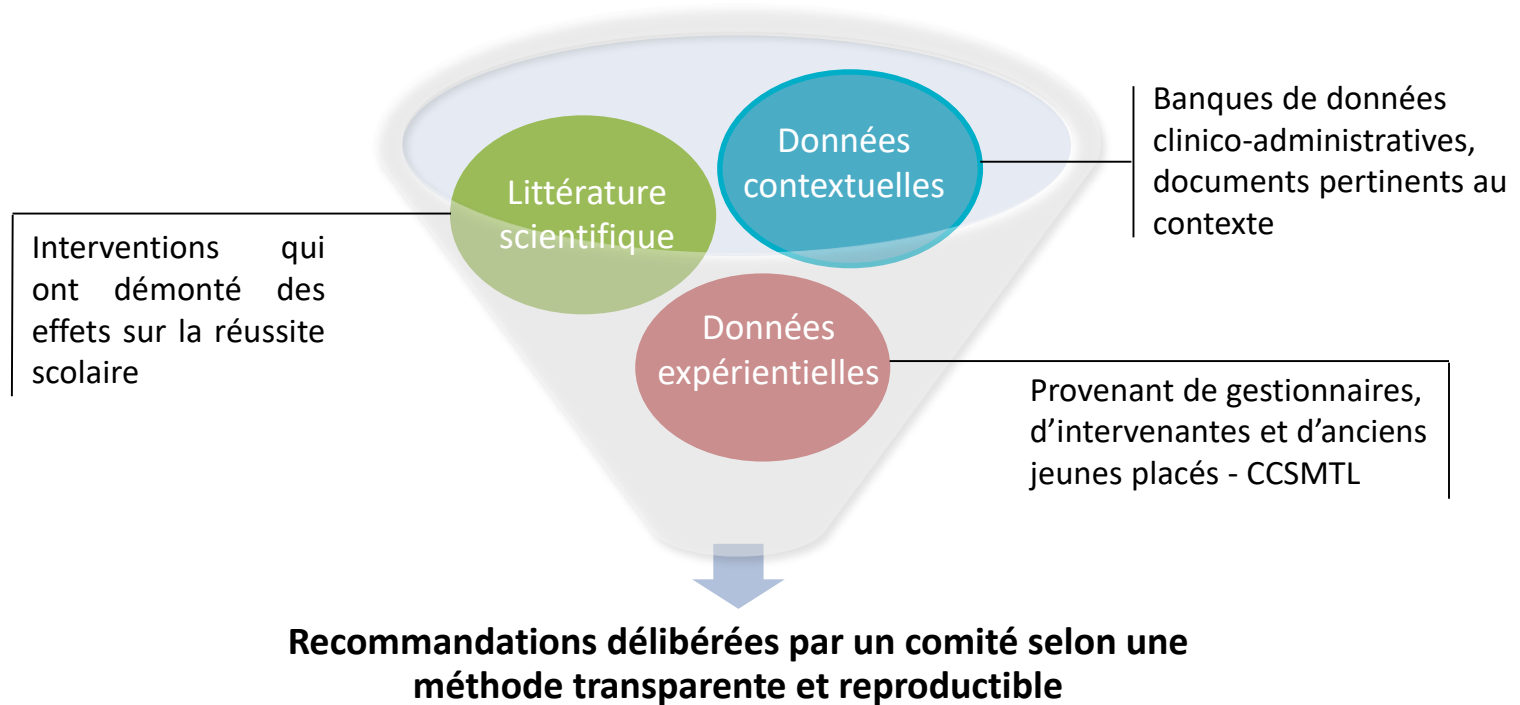 Données
contextuelles
Littérature
scientifique
Données
expérientielles
Banques de données
clinico-administratives,
documents pertinents au
contexte
Interventions qui
ont démonté des
effets sur la réussite
scolaire
Provenant de gestionnaires,
d’intervenantes et d’anciens
jeunes placés - CCSMTL
Recommandations délibérées par un comité selon une
méthode transparente et reproductible